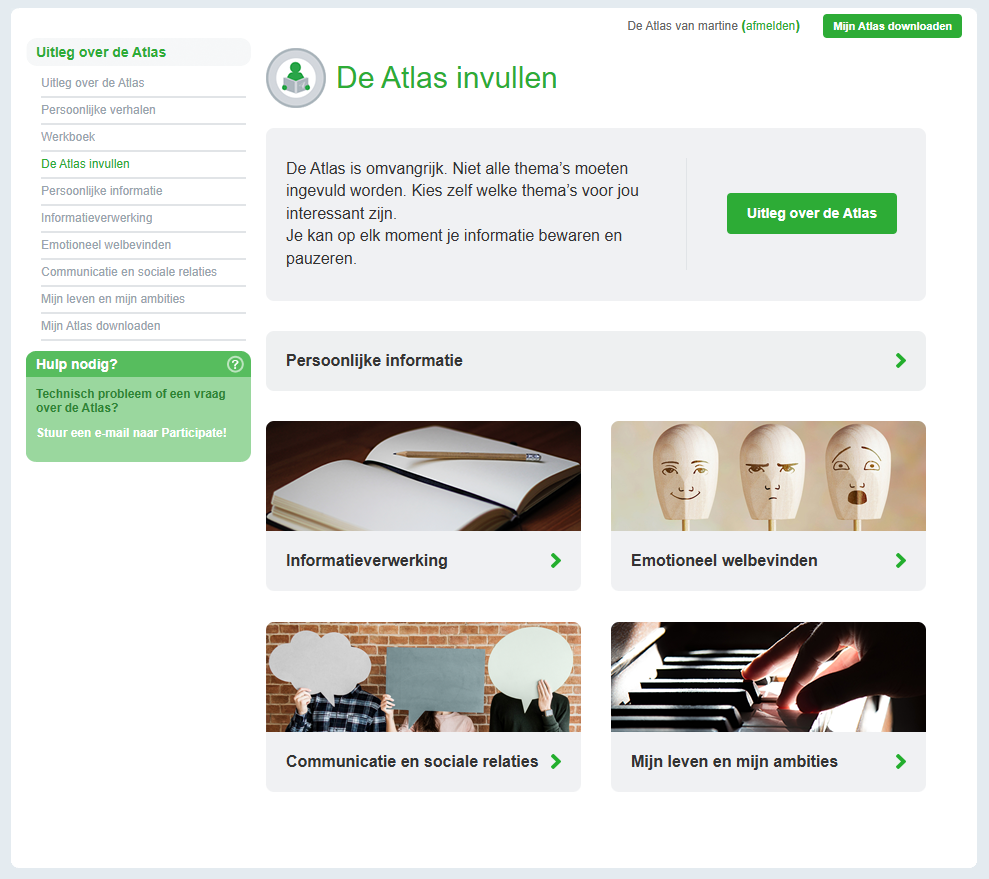 De Atlas van martine (afmelden)
Mijn Atlas downloaden
Uitleg over de Atlas
Uitleg over de Atlas
Persoonlijke verhalen
Werkboek
De Atlas invullen
Persoonlijke informatie
Informatieverwerking
Emotioneel welbevinden
Communicatie en sociale relaties
Mijn leven en mijn ambities
Mijn Atlas downloaden
Hulp nodig?
?
Technisch probleem of een vraag
over de Atlas?
Stuur een e-mail naar Participate!
De Atlas invullen
De Atlas is omvangrijk. Niet alle thema’s moeten
ingevuld worden. Kies zelf welke thema’s voor jou
interessant zijn.
Je kan op elk moment je informatie bewaren en
pauzeren.
Uitleg over de Atlas
Persoonlijke informatie
Informatieverwerking
Emotioneel welbevinden
Communicatie en sociale relaties
Mijn leven en mijn ambities